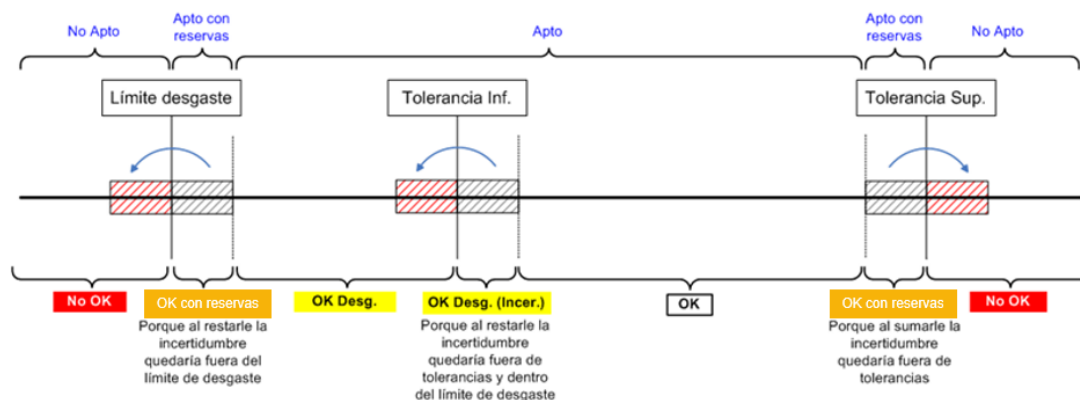 No Apto
Apto con
reservas
Apto
Apto con
reservas
No Apto
Límite desgaste
Tolerancia Inf.
Tolerancia Sup.
No OK
OK con reservas
OK Desg.
OK Desg. (Incer.)
OK
OK con reservas
No OK
Porque al restarle la
incertidumbre
quedaría fuera del
límite de desgaste
Porque al restarle la
incertidumbre
quedaría fuera de
tolerancias y dentro
del límite de desgaste
Porque al sumarle la
incertidumbre
quedaría fuera de
tolerancias